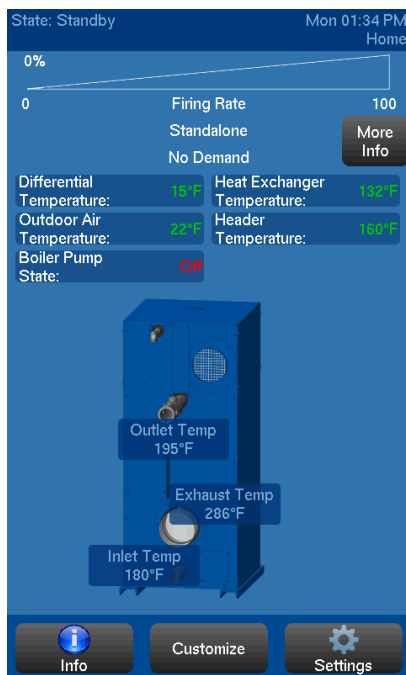 State: Standby
Mon 01:34 PM
Home
0%
0
Firing Rate
100
Standalone
No Demand
More
Info
Differential
Temperature:
15°F
Heat Exchanger
Temperature:
132°F
Outdoor Air
Temperature:
22°F
Header
Temperature:
160°F
Boiler Pump
State:
Off
Outlet Temp
195°F
Exhaust Temp
286°F
Inlet Temp
180°F
Info
Customize
Settings